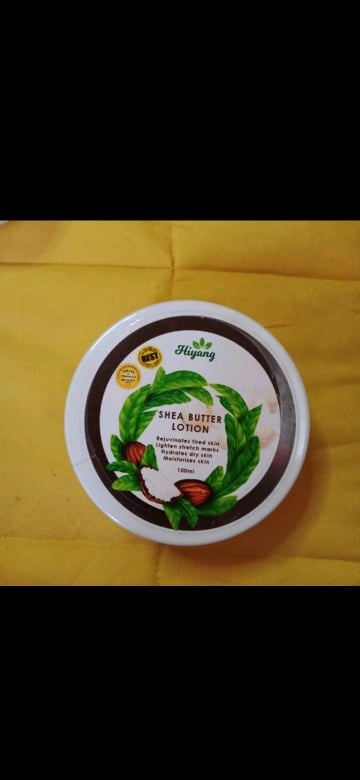 Hiyang
BEST
SHEA BUTTER
LOTION
Rejuvinates tired skin
Lighten stretch marks
Hydrates dry skin
Moisturizes skin
100ml